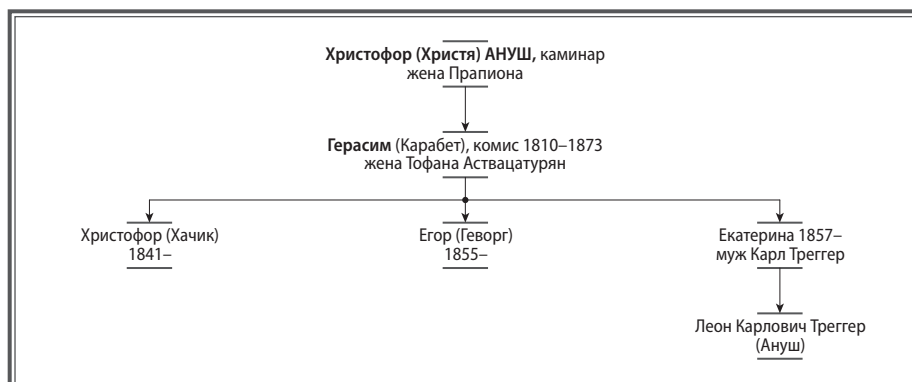 Христофор (Христя) АНУШ, каминар
жена Прапиона
Герасим (Карабет), комис 1810–1873
жена Тофана Аствацатурян
Христофор (Хачик)
1841–
Егор (Геворг)
1855–
Екатерина 1857–
муж Карл Треггер
Леон Карлович Треггер
(Ануш)